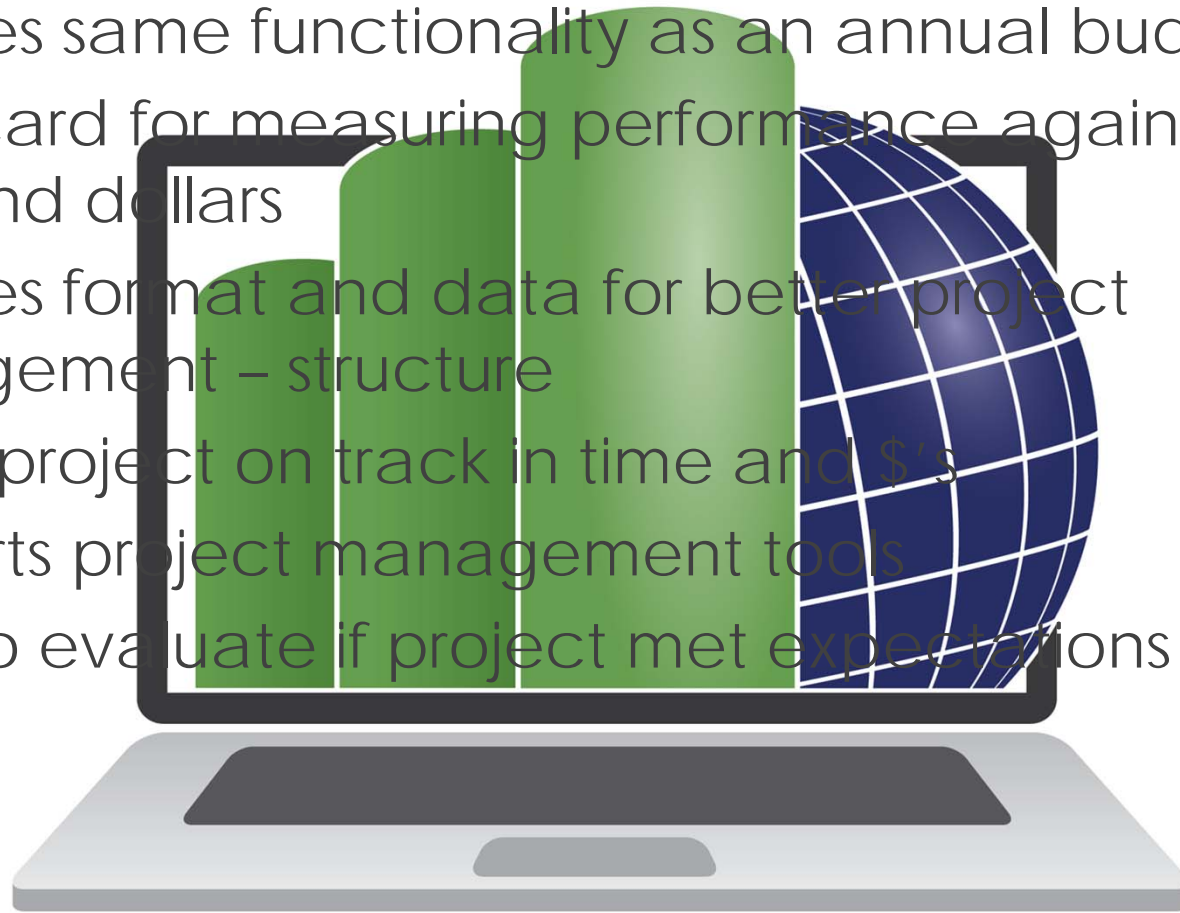 es same functionality as an annual bud
ard for measuring performance again
nd dollars
es format and data for better project
gement – structure
project on track in time and $'s
rts project management tools
o evaluate if project met expectations